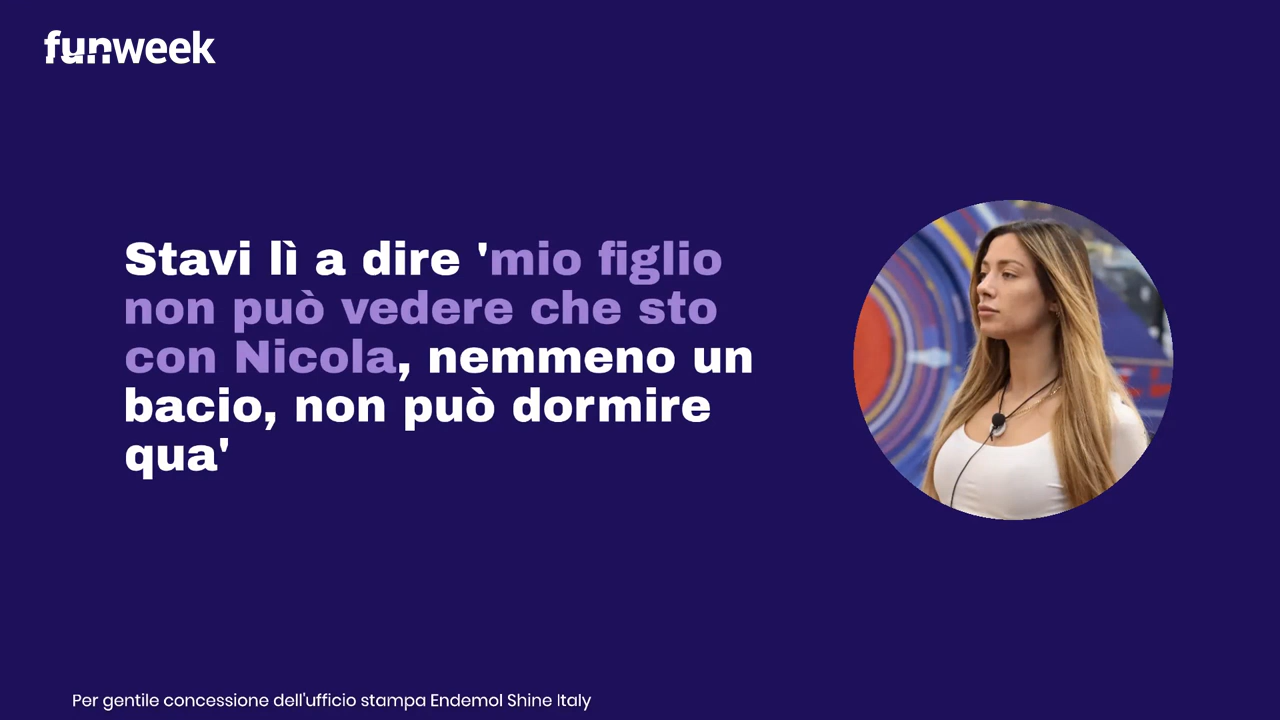 funweek
Stavi lì a dire 'mio figlio
non può vedere che sto
con Nicola, nemmeno un
bacio, non può dormire
qua'
Per gentile concessione dell'ufficio stampa Endemol Shine Italy